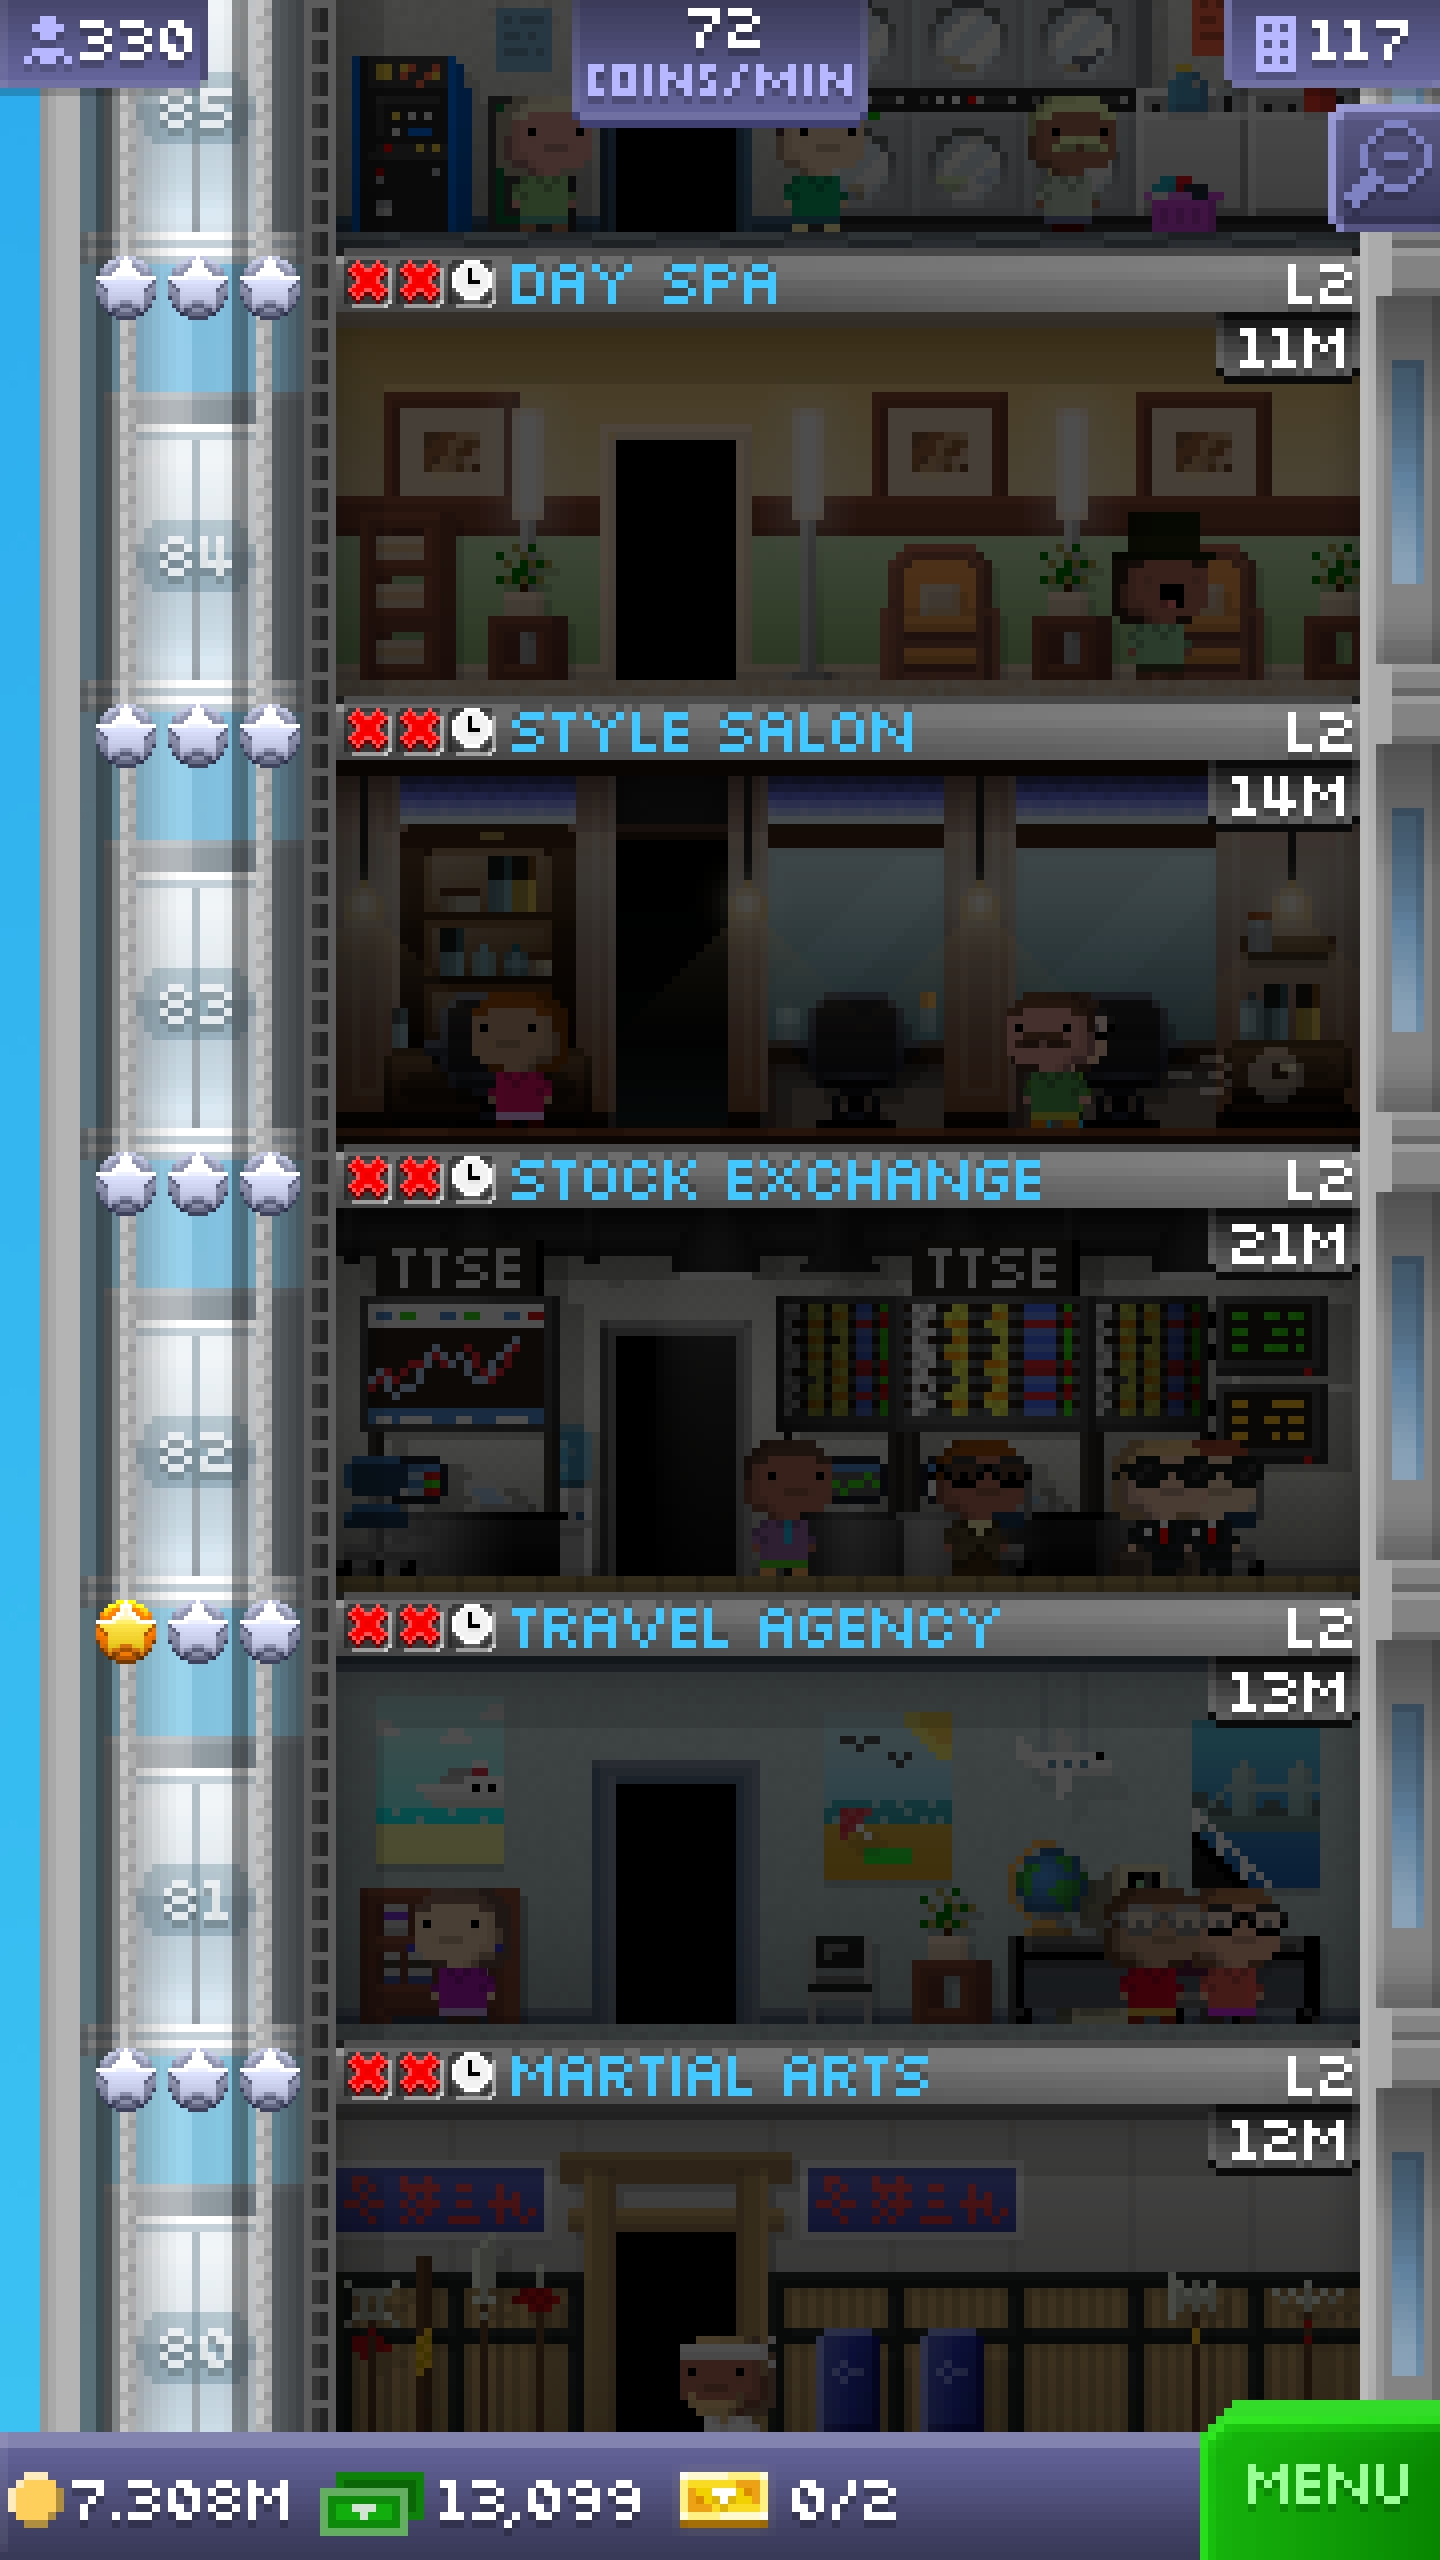 330
72
COINS/MIN
117
85
DAY SPA L2
11M
84
STYLE SALON L2
14M
83
STOCK EXCHANGE L2
21M
TTSE TTSE
82
TRAVEL AGENCY L2
13M
81
MARTIAL ARTS L2
12M
80
7.308M 13,099 0/2
MENU